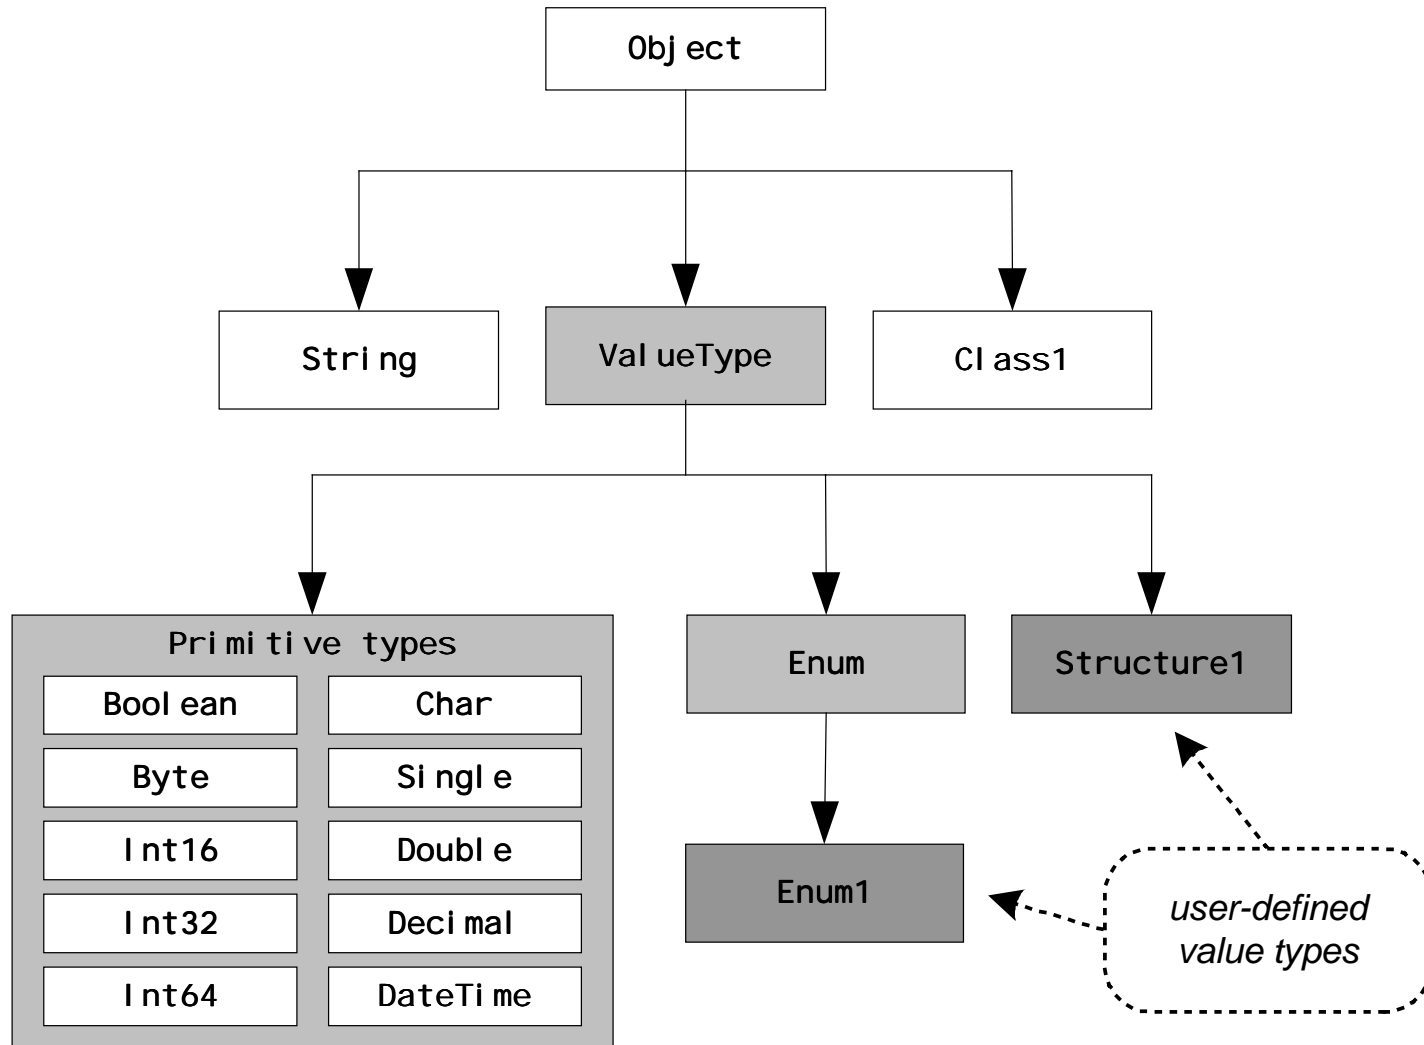 Object
String
ValueType
Class1
Primitive types
Boolean
Char
Byte
Single
Int16
Double
Int32
Decimal
Int64
DateTime
Enum
Structure1
Enum1
user-defined
value types